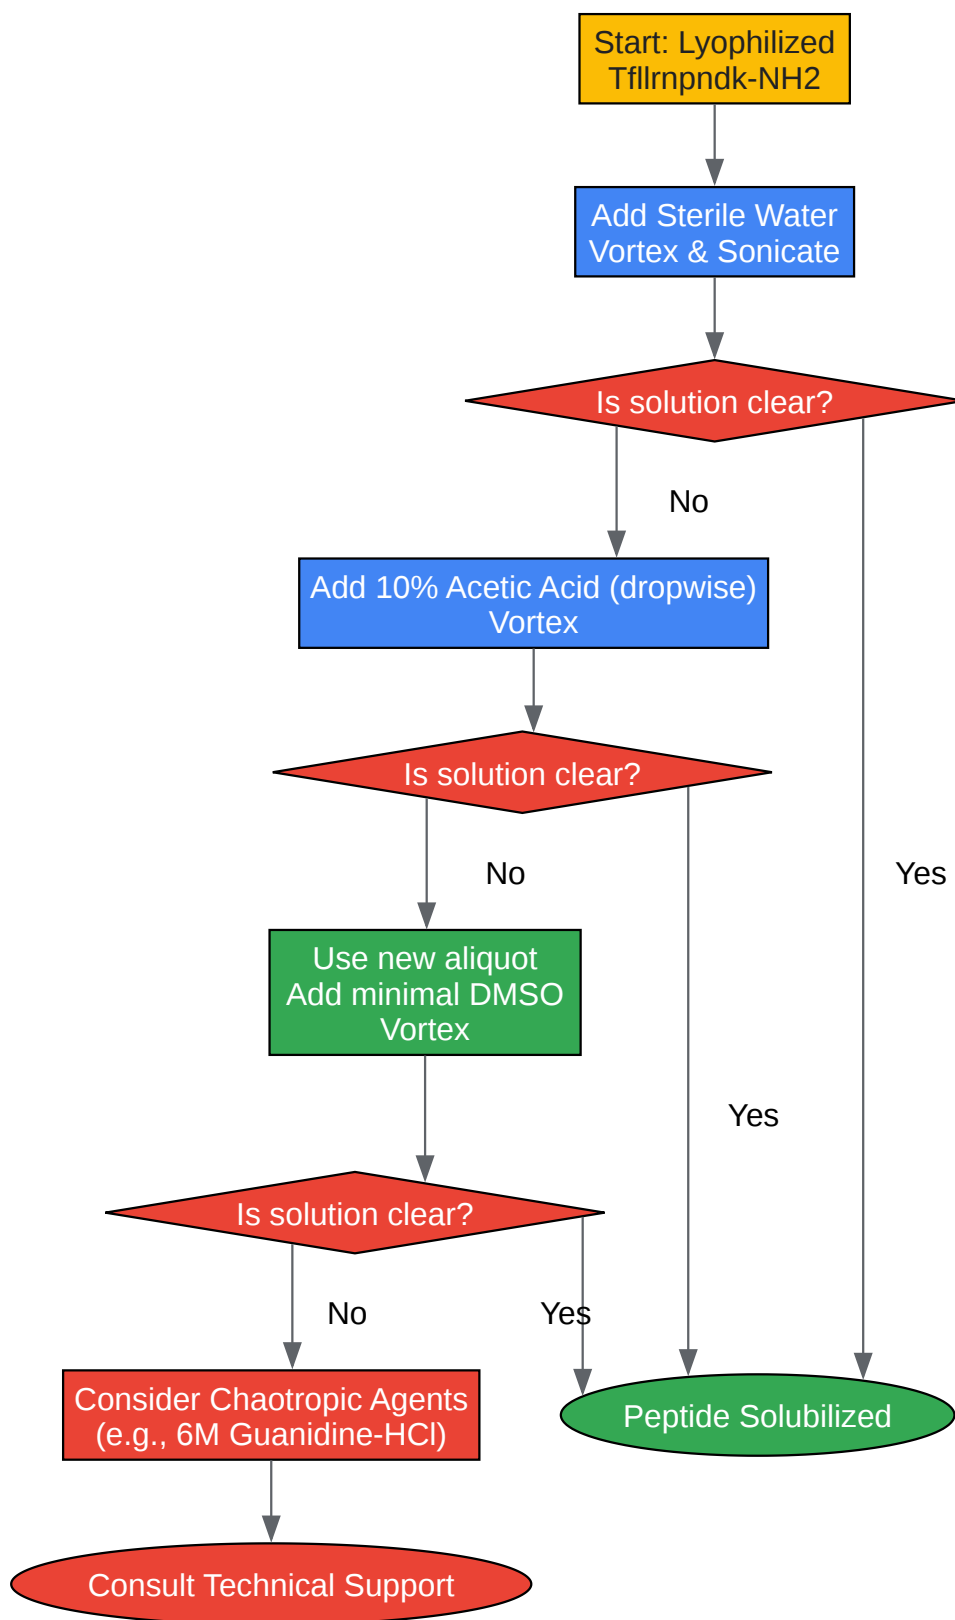 Start: Lyophilized
Tfllrnpndk-NH2
Add Sterile Water
Vortex & Sonicate
Is solution clear?
No
Add 10% Acetic Acid (dropwise)
Vortex
Is solution clear?
No
Yes
Use new aliquot
Add minimal DMSO
Vortex
Yes
Is solution clear?
No
Yes
Consider Chaotropic Agents
(e.g., 6M Guanidine-HCl)
Peptide Solubilized
Consult Technical Support